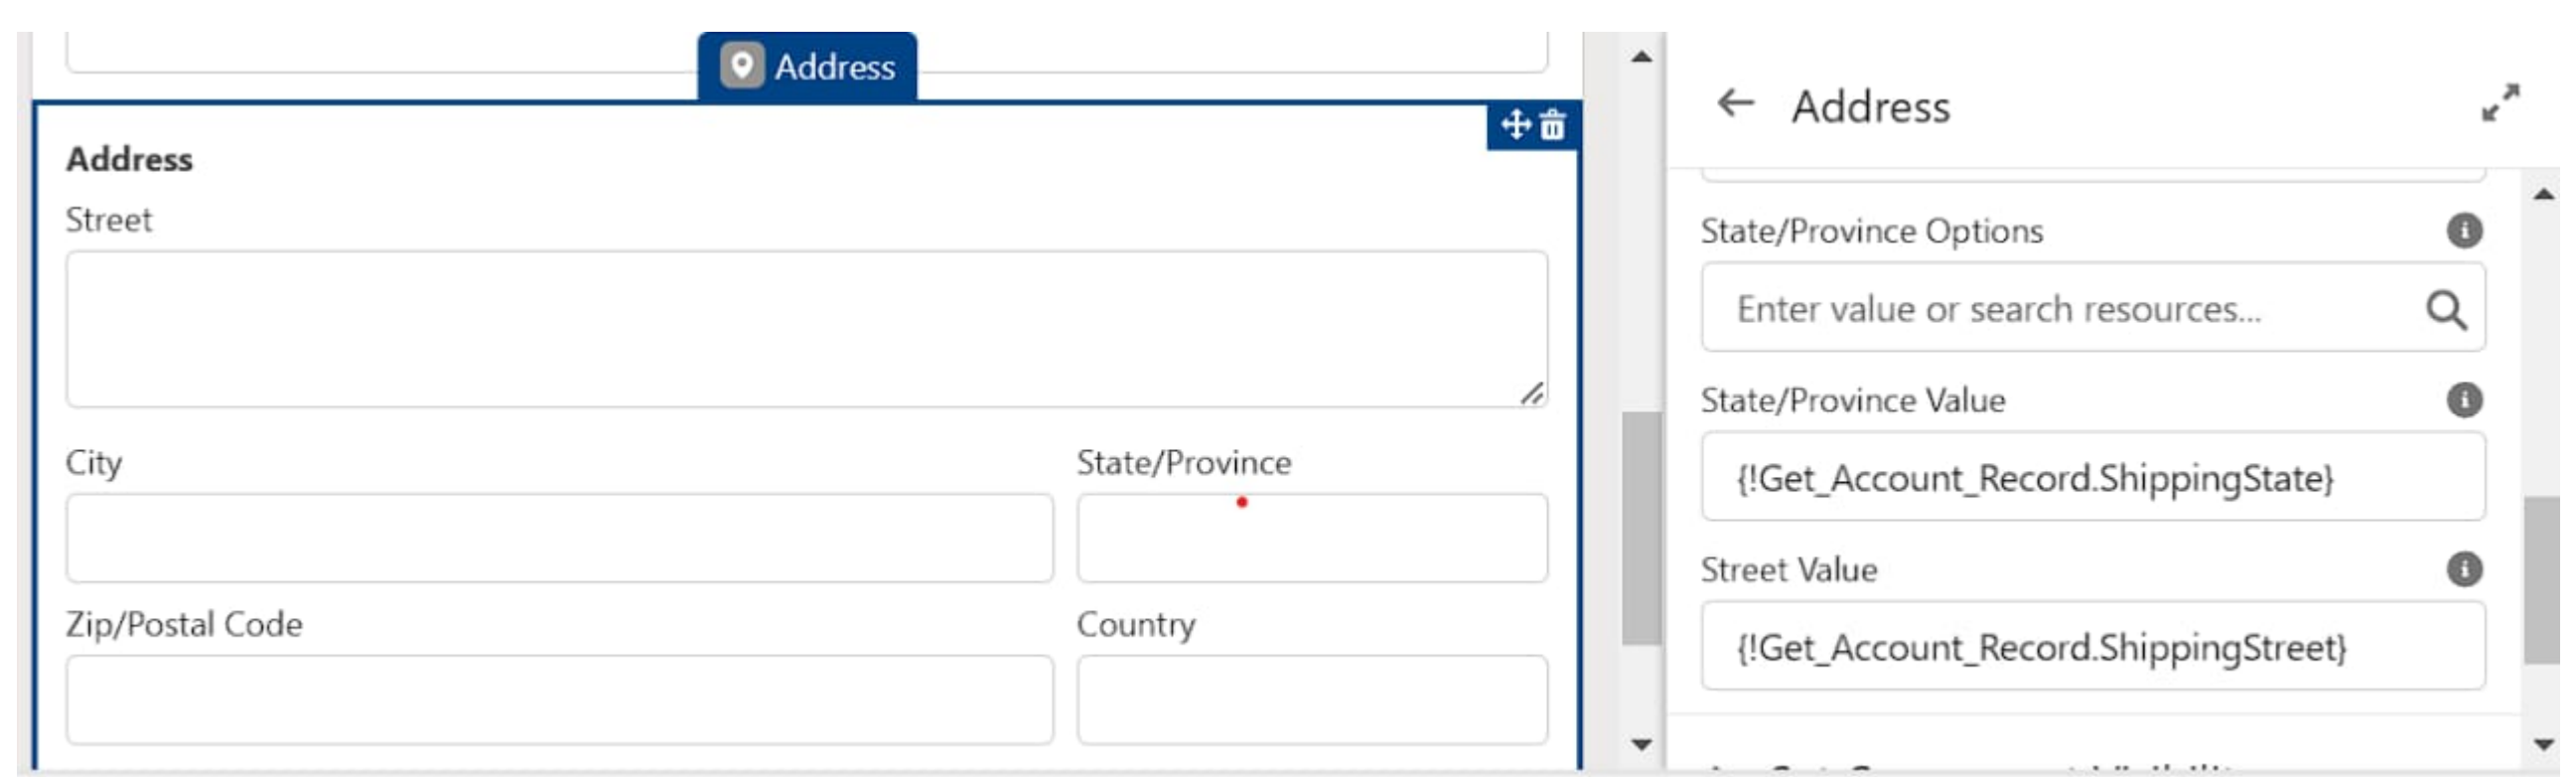 Address
Address
Street
City
State/Province
Zip/Postal Code
Country
Address
State/Province Options
Enter value or search resources...
State/Province Value
{!Get_Account_Record.ShippingState}
Street Value
{!Get_Account_Record.ShippingStreet}